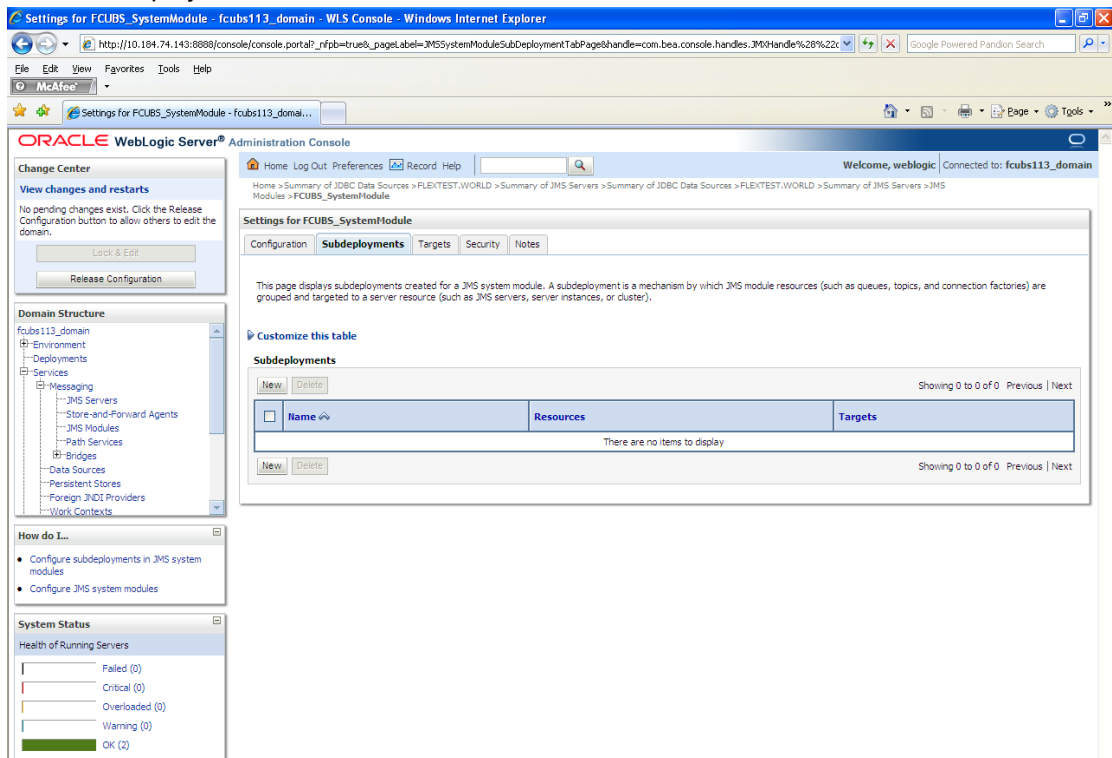 Settings for FCUBS_SystemModule - fcubs113_domain - WLS Console - Windows Internet Explorer
http://10.184.74.143:8888/console/console.portal?_nfpb=true&_pageLabel=JMSSystemModuleSubDeploymentTabPage&handle=com.bea.console.handles.JMXHandle%28%22c
Google Powered Pandion Search
File Edit View Favorites Tools Help
McAfee
Settings for FCUBS_SystemModule - fcubs113_domai...
Page Tools
ORACLE WebLogic Server® Administration Console
Change Center
View changes and restarts
No pending changes exist. Click the Release
Configuration button to allow others to edit the
domain.
Lock & Edit
Release Configuration
Domain Structure
fcubs113_domain
Environment
Deployments
Services
Messaging
JMS Servers
Store-and-Forward Agents
JMS Modules
Path Services
Bridges
Data Sources
Persistent Stores
Foreign JNDI Providers
Work Contexts
How do I...
Configure subdeployments in JMS system
modules
Configure JMS system modules
System Status
Health of Running Servers
Failed (0)
Critical (0)
Overloaded (0)
Warning (0)
OK (2)
Home Log Out Preferences Record Help
Welcome, weblogic Connected to: fcubs113_domain
Home >Summary of JDBC Data Sources >FLEXTEST.WORLD >Summary of JMS Servers >Summary of JDBC Data Sources >FLEXTEST.WORLD >Summary of JMS Servers >JMS
Modules >FCUBS_SystemModule
Settings for FCUBS_SystemModule
Configuration Subdeployments Targets Security Notes
This page displays subdeployments created for a JMS system module. A subdeployment is a mechanism by which JMS module resources (such as queues, topics, and connection factories) are
grouped and targeted to a server resource (such as JMS servers, server instances, or cluster).
Customize this table
Subdeployments
New Delete Showing 0 to 0 of 0 Previous | Next
Name Resources Targets
There are no items to display
New Delete Showing 0 to 0 of 0 Previous | Next